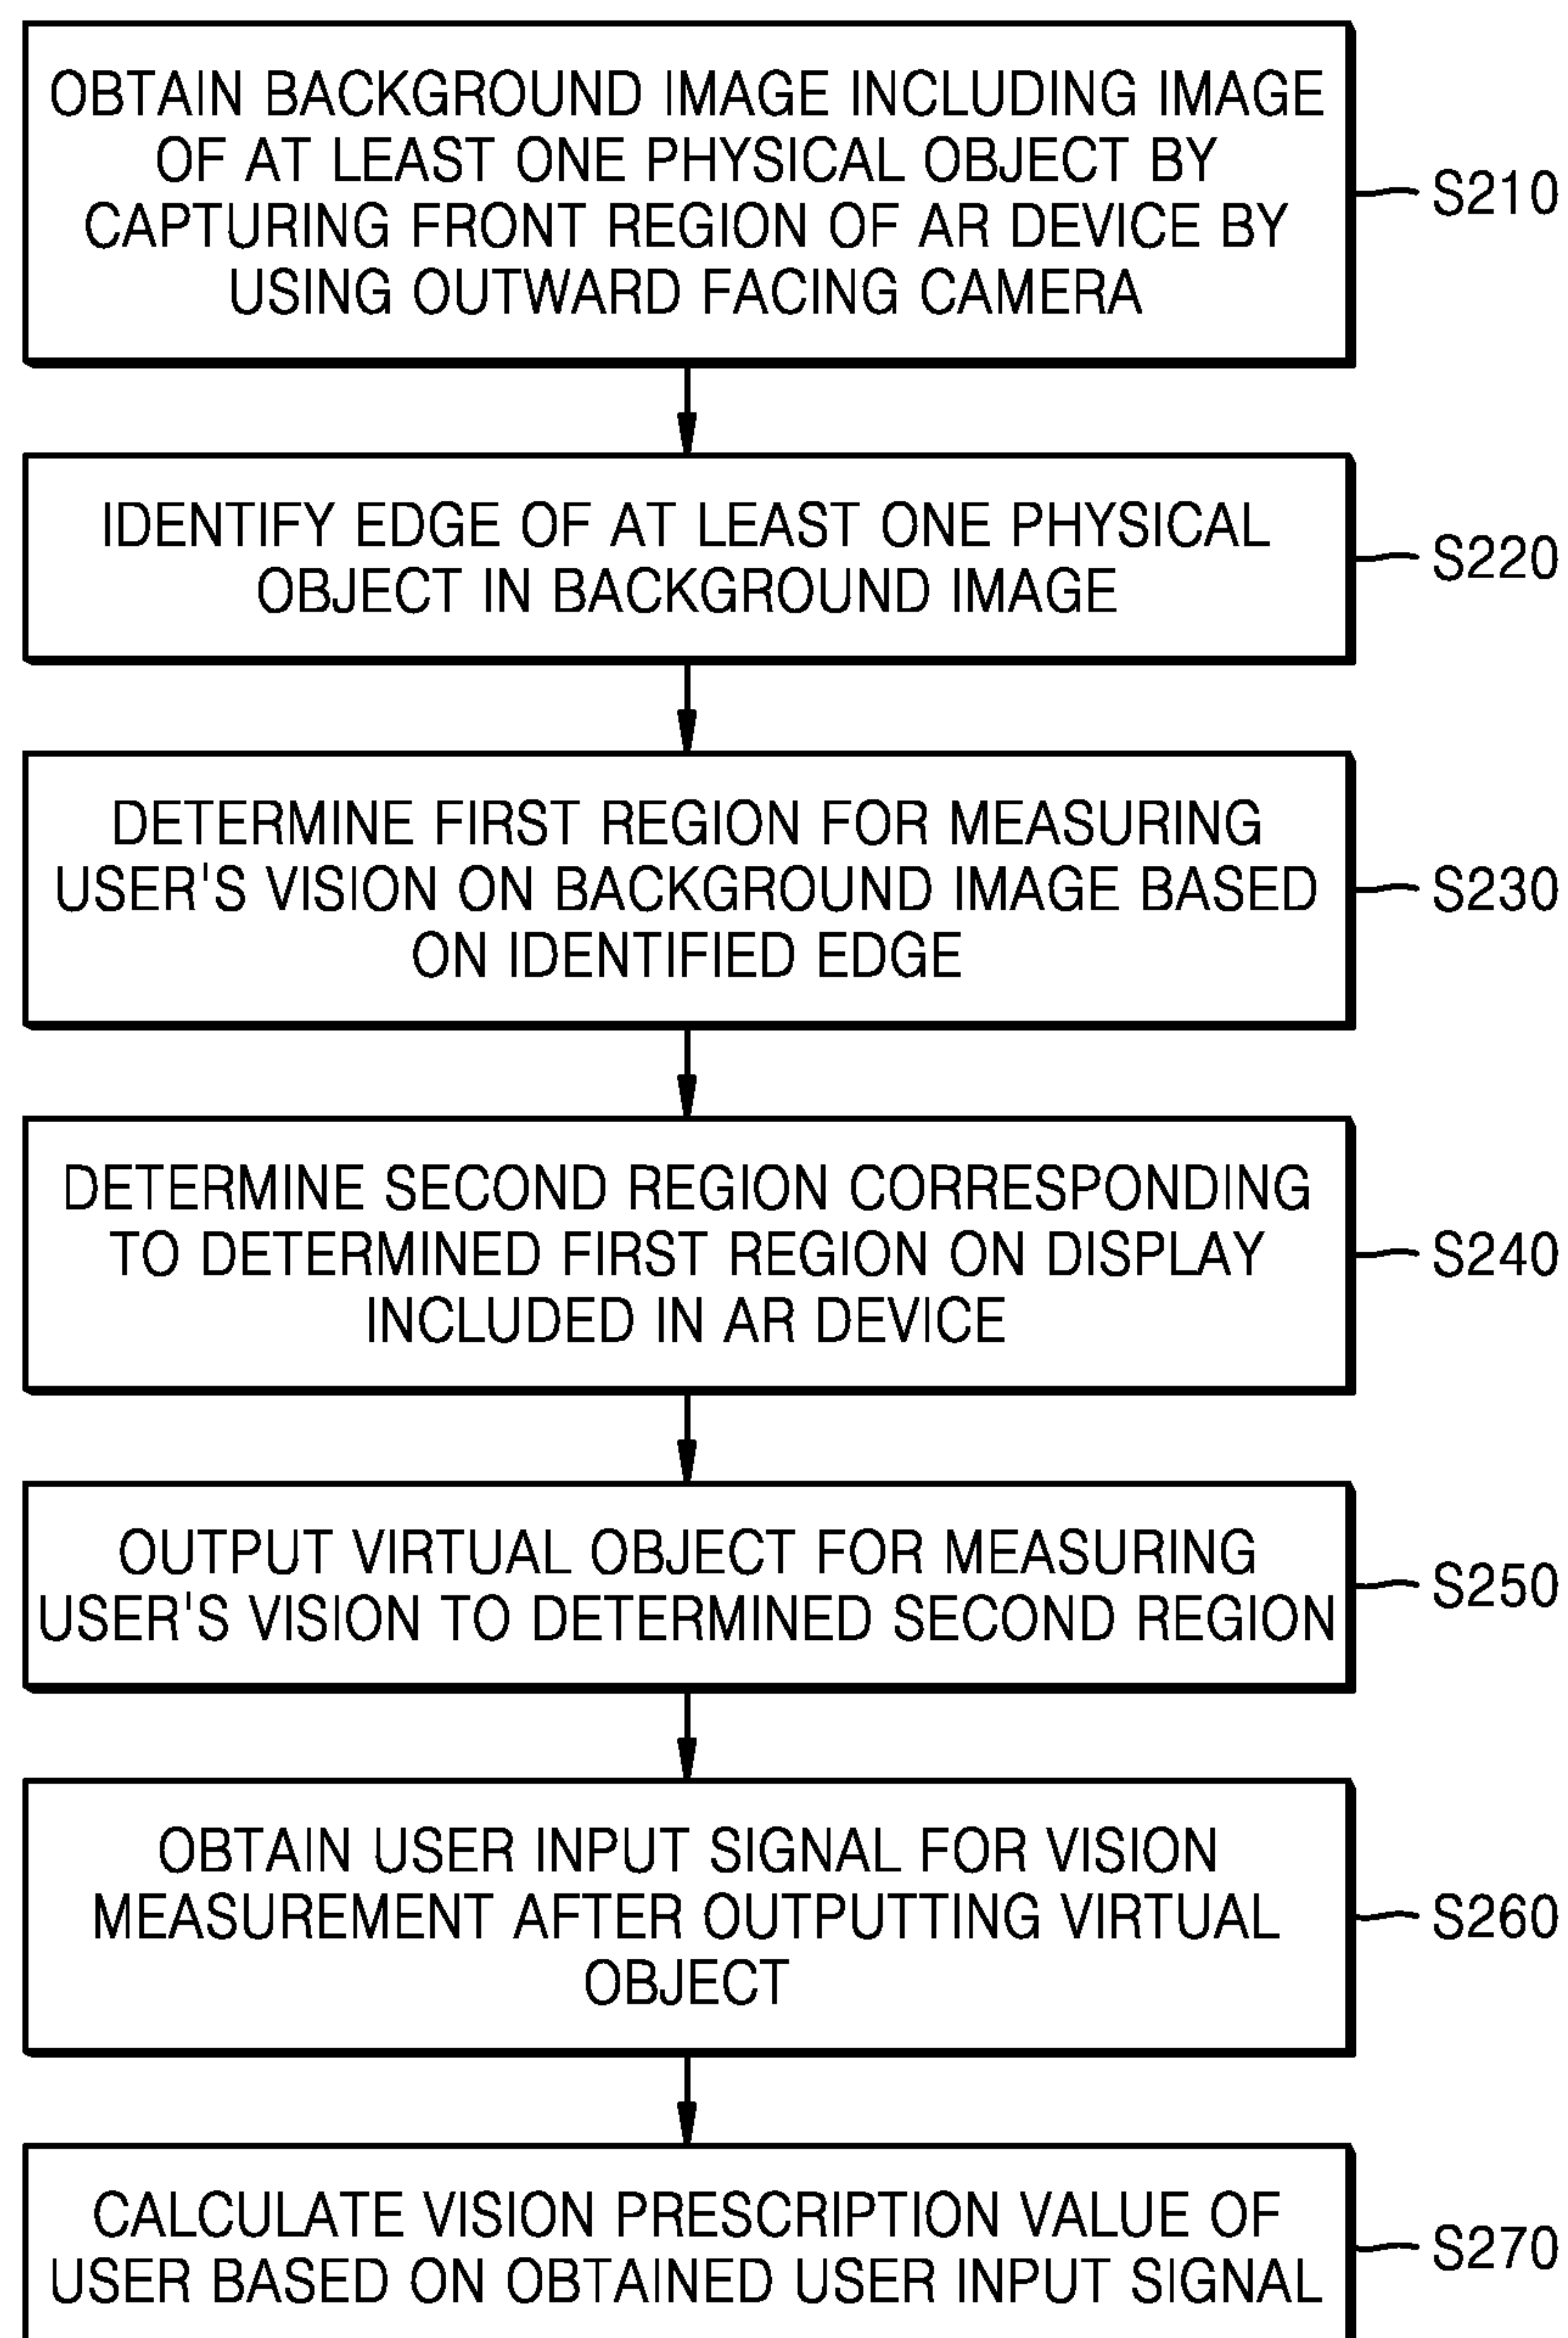 OBTAIN BACKGROUND IMAGE INCLUDING IMAGE
OF AT LEAST ONE PHYSICAL OBJECT BY
CAPTURING FRONT REGION OF AR DEVICE BY
USING OUTWARD FACING CAMERA
S210
IDENTIFY EDGE OF AT LEAST ONE PHYSICAL
OBJECT IN BACKGROUND IMAGE
S220
DETERMINE FIRST REGION FOR MEASURING
USER'S VISION ON BACKGROUND IMAGE BASED
ON IDENTIFIED EDGE
S230
DETERMINE SECOND REGION CORRESPONDING
TO DETERMINED FIRST REGION ON DISPLAY
INCLUDED IN AR DEVICE
S240
OUTPUT VIRTUAL OBJECT FOR MEASURING
USER'S VISION TO DETERMINED SECOND REGION
S250
OBTAIN USER INPUT SIGNAL FOR VISION
MEASUREMENT AFTER OUTPUTTING VIRTUAL
OBJECT
S260
CALCULATE VISION PRESCRIPTION VALUE OF
USER BASED ON OBTAINED USER INPUT SIGNAL
S270